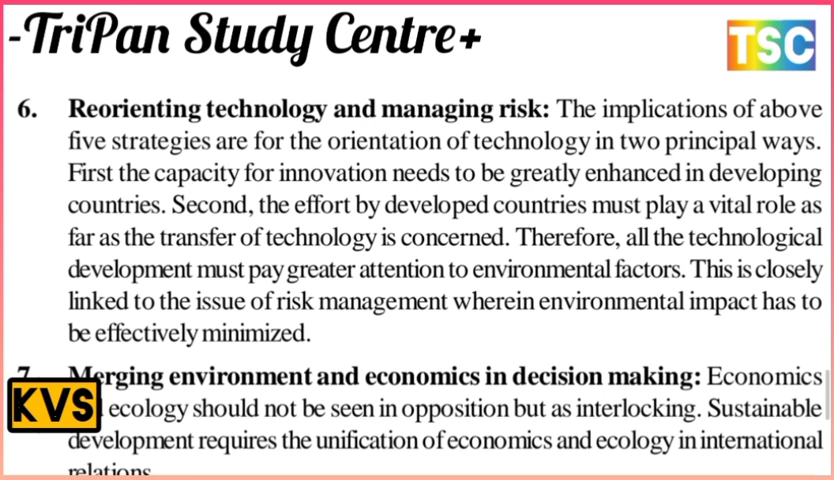 -TriPan Study Centre+
TSC
6. Reorienting technology and managing risk: The implications of above
five strategies are for the orientation of technology in two principal ways.
First the capacity for innovation needs to be greatly enhanced in developing
countries. Second, the effort by developed countries must play a vital role as
far as the transfer of technology is concerned. Therefore, all the technological
development must pay greater attention to environmental factors. This is closely
linked to the issue of risk management wherein environmental impact has to
be effectively minimized.
7. Merging environment and economics in decision making: Economics
KVS
ecology should not be seen in opposition but as interlocking. Sustainable
development requires the unification of economics and ecology in international
relations